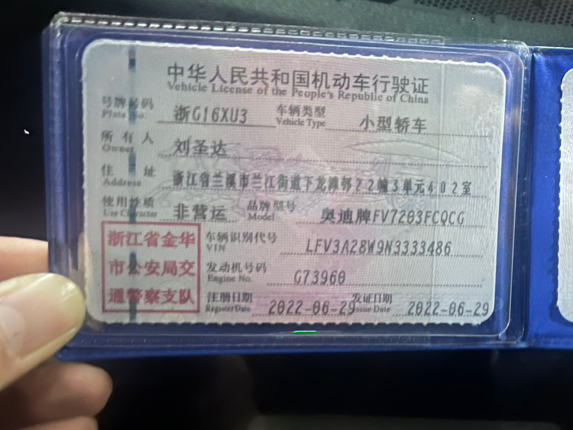 中华人民共和国机动车行驶证
Vehicle License of the People's Republic of China
号牌号码 浙G16XU3 车辆类型 小型轿车
Plate No. Vehicle Type
所有人 刘圣达
Owner
住址 浙江省兰溪市兰江街道下龙滩邨22幢3单元402室
Address
使用性质 非营运 品牌型号 奥迪牌FV7203FCQCG
Use Character Model
浙江省金华
市公安局交
通警察支队
车辆识别代号 LFV3A28W9N3333486
VIN
发动机号码 G73960
Engine No.
注册日期 2022-06-29 发证日期 2022-06-29
Register Date Issue Date